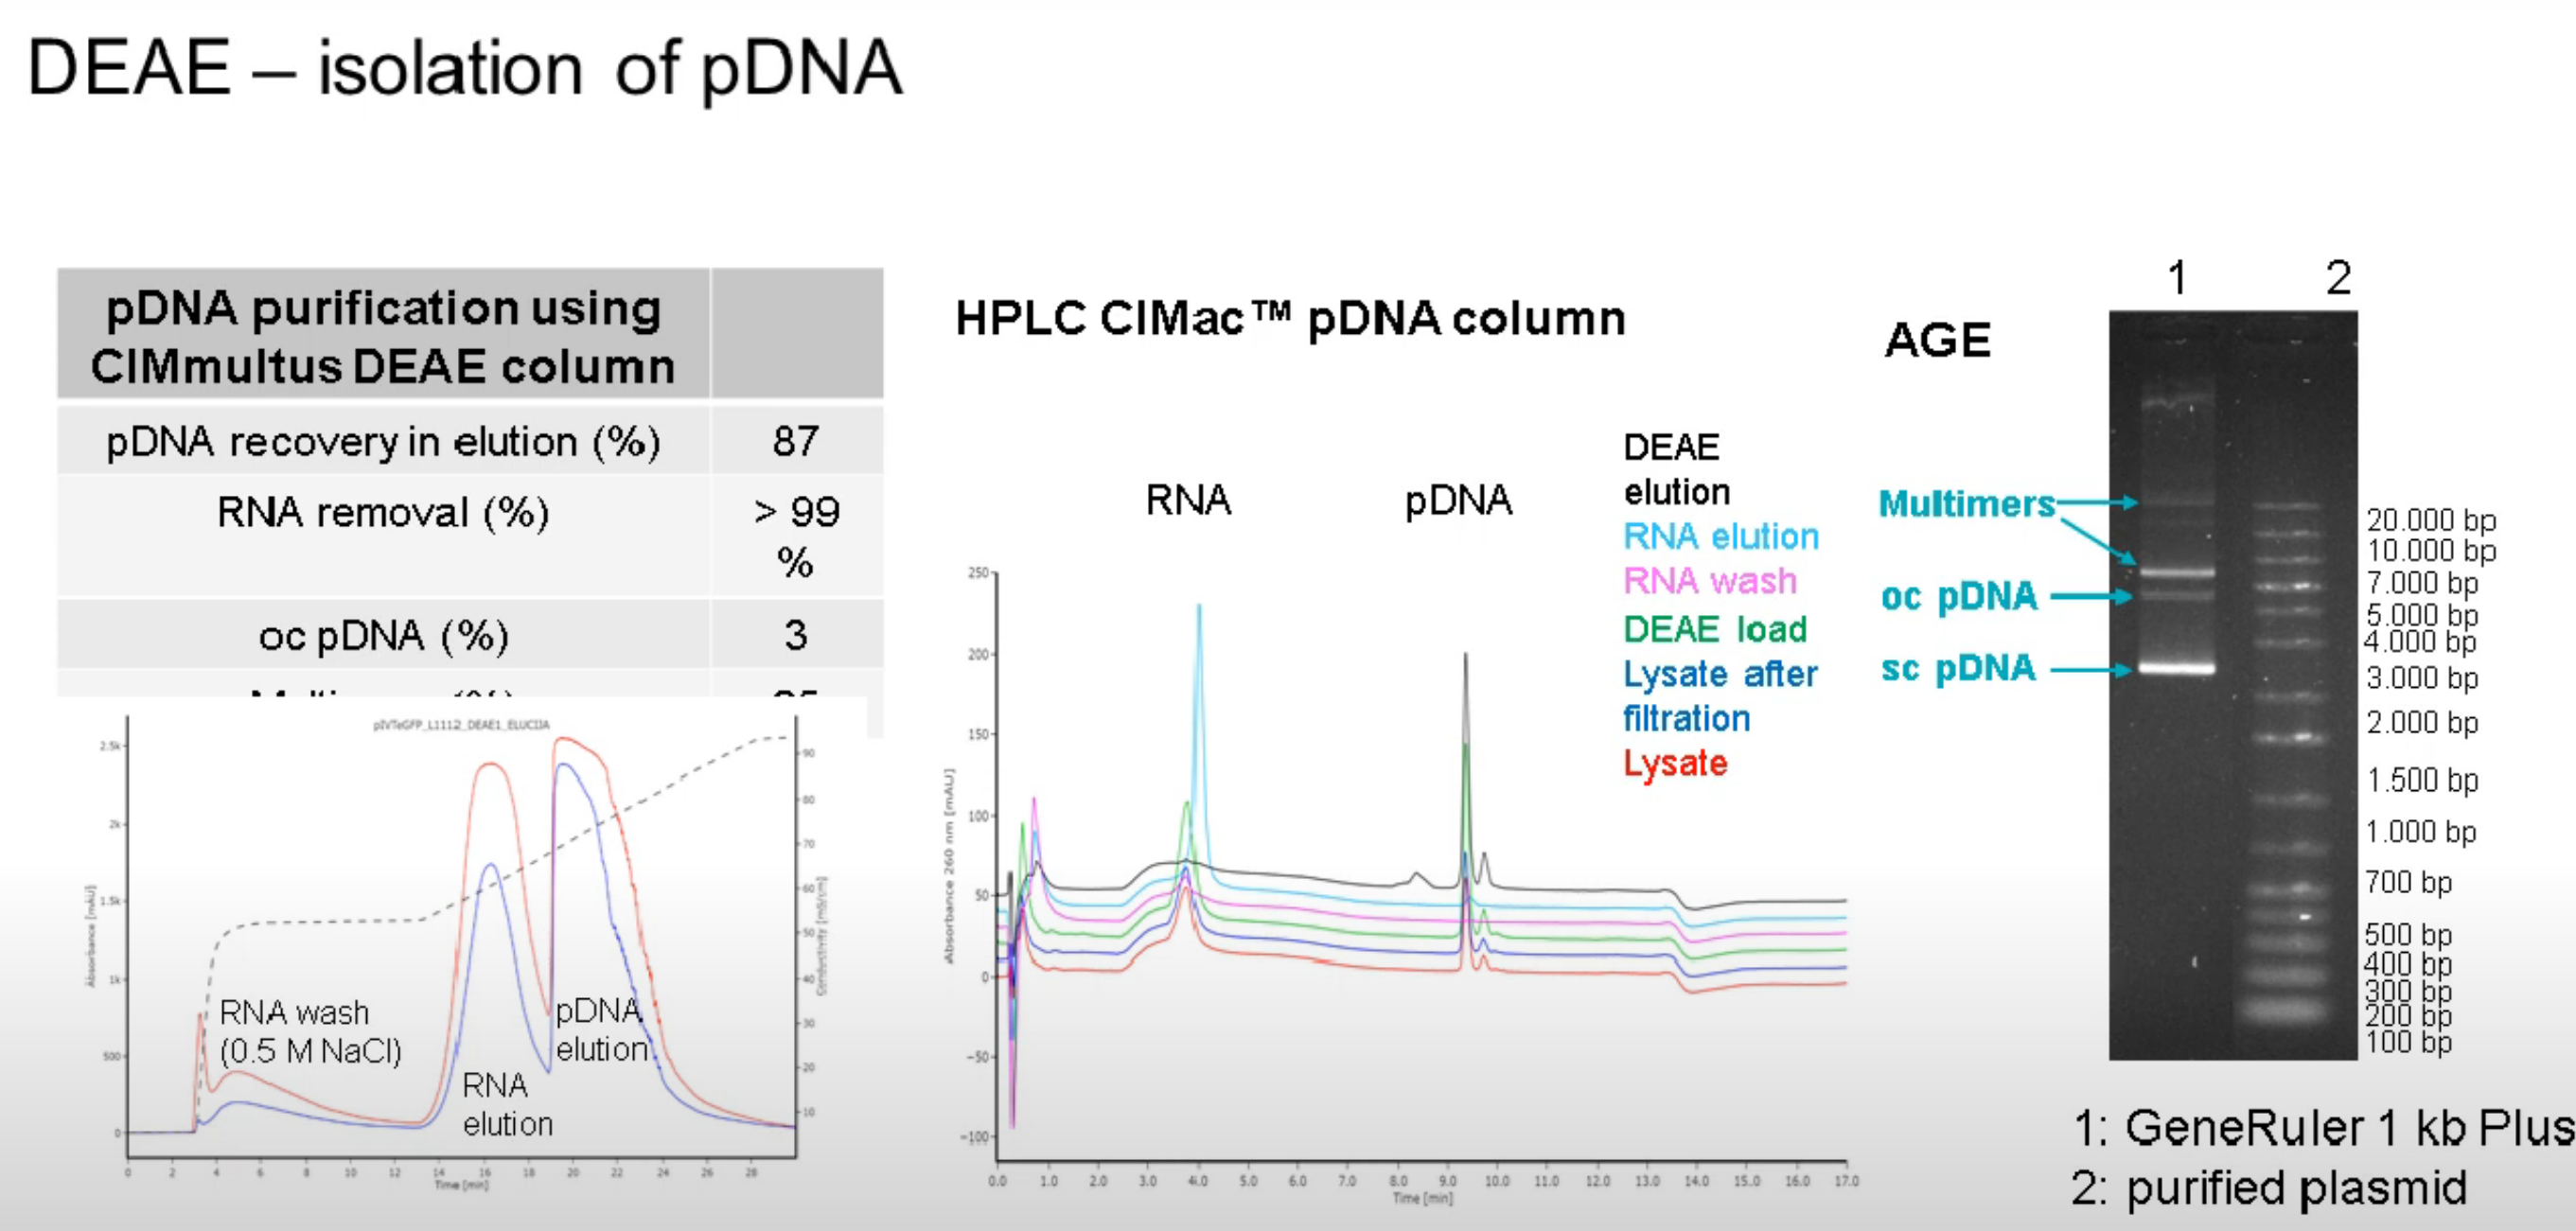 DEAE – isolation of pDNA
pDNA purification using
CIMmultus DEAE column
pDNA recovery in elution (%)
87
RNA removal (%)
> 99
%
oc pDNA (%)
3
pIVTeGFP_L1112_DEAE1_ELUCIJA
2.5k
2k
1.5k
1k
500
0
Absorbance [mAU]
90
80
70
60
50
40
30
20
10
Conductivity [mS/cm]
RNA wash
(0.5 M NaCl)
RNA
elution
pDNA
elution
0 2 4 6 8 10 12 14 16 18 20 22 24 26 28
Time [min]
HPLC CIMac™ pDNA column
RNA
pDNA
DEAE
elution
RNA elution
RNA wash
DEAE load
Lysate after
filtration
Lysate
250
200
150
100
50
0
-50
-100
Absorbance 260 nm [mAU]
0.0 1.0 2.0 3.0 4.0 5.0 6.0 7.0 8.0 9.0 10.0 11.0 12.0 13.0 14.0 15.0 16.0 17.0
Time [min]
AGE
1 2
Multimers
oc pDNA
sc pDNA
20.000 bp
10.000 bp
7.000 bp
5.000 bp
4.000 bp
3.000 bp
2.000 bp
1.500 bp
1.000 bp
700 bp
500 bp
400 bp
300 bp
200 bp
100 bp
1: GeneRuler 1 kb Plus
2: purified plasmid